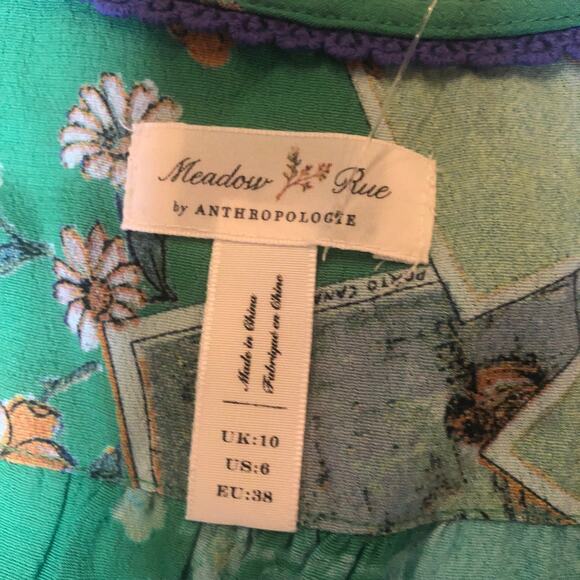 Meadow Rue
by ANTHROPOLOGIE
Made in China
Fabriqué en Chine
UK:10
US:6
EU:38